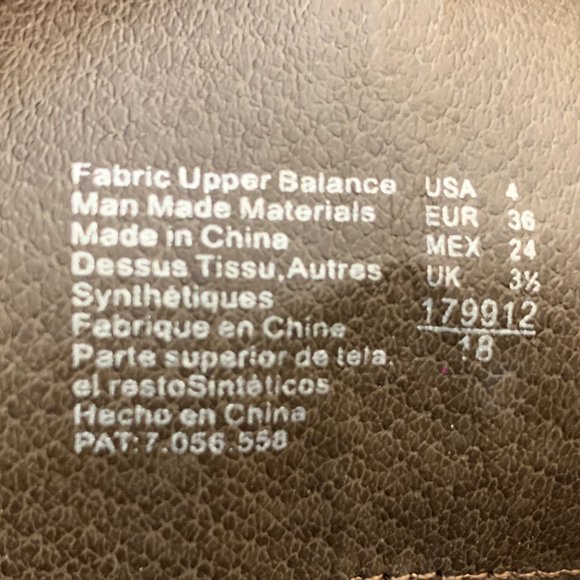 Fabric Upper Balance
Man Made Materials
Made in China
Dessus Tissu,Autres
Synthétiques
Fabrique en Chine
Parte superior de tela.
el restoSintéticos
Hecho en China
PAT:7.056.558
USA 4
EUR 36
MEX 24
UK 3½
179912
18